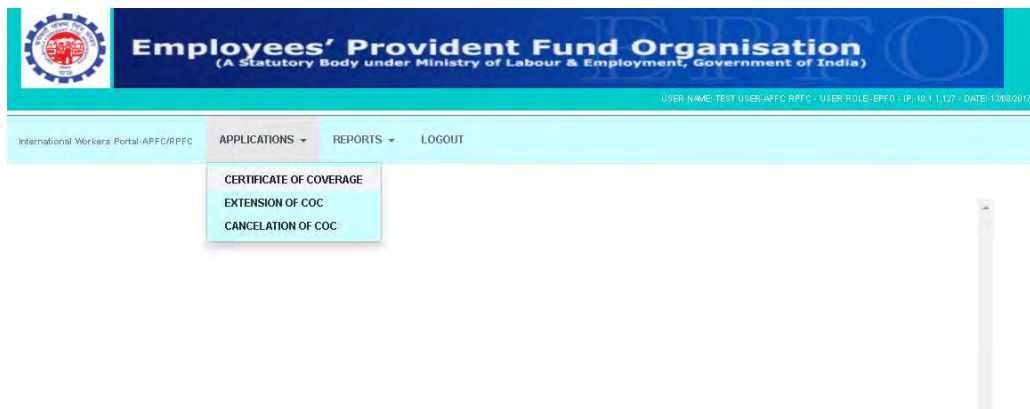 Employees' Provident Fund Organisation
(A Statutory Body under Ministry of Labour & Employment, Government of India)
USER NAME: TEST USER-APFC RPFC - USER ROLE -EPFO - IP:-10.1.1.127 - DATE:-13/08/2017
International Workers Portal-APFC/RPFC APPLICATIONS REPORTS LOGOUT
CERTIFICATE OF COVERAGE
EXTENSION OF COC
CANCELATION OF COC